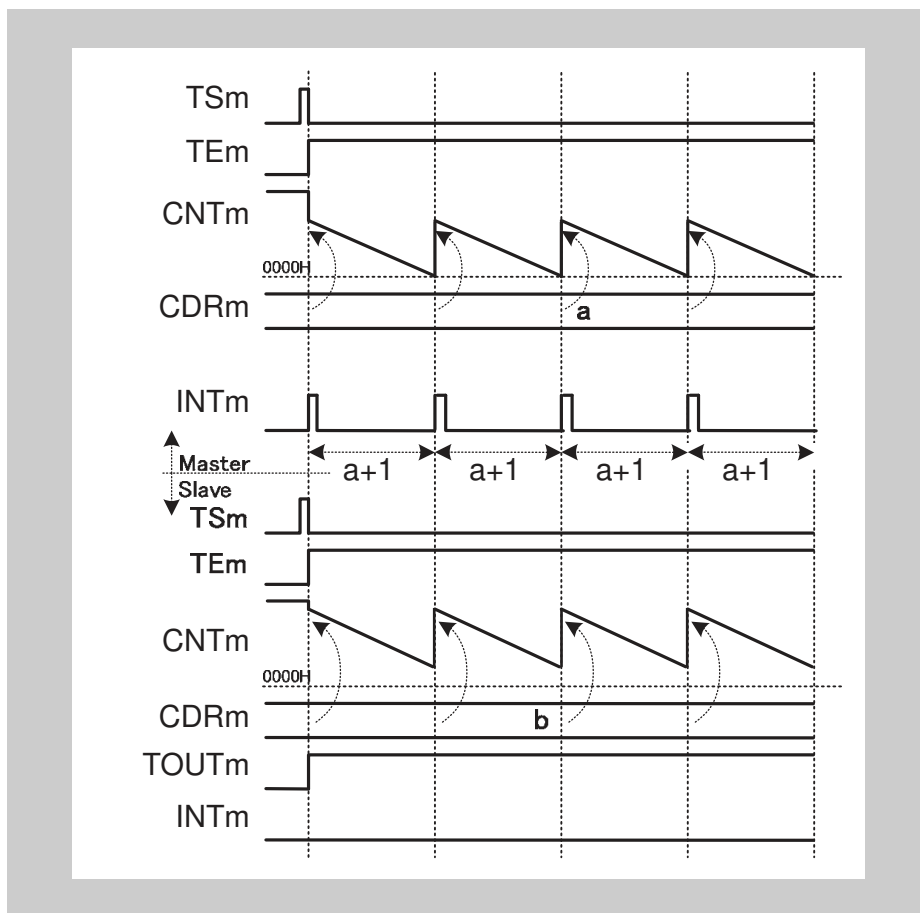 TSm
TEm
CNTm
0000H
CDRm
a
INTm
a+1 a+1 a+1 a+1
Master
Slave
TSm
TEm
CNTm
0000H
CDRm
b
TOUTm
INTm